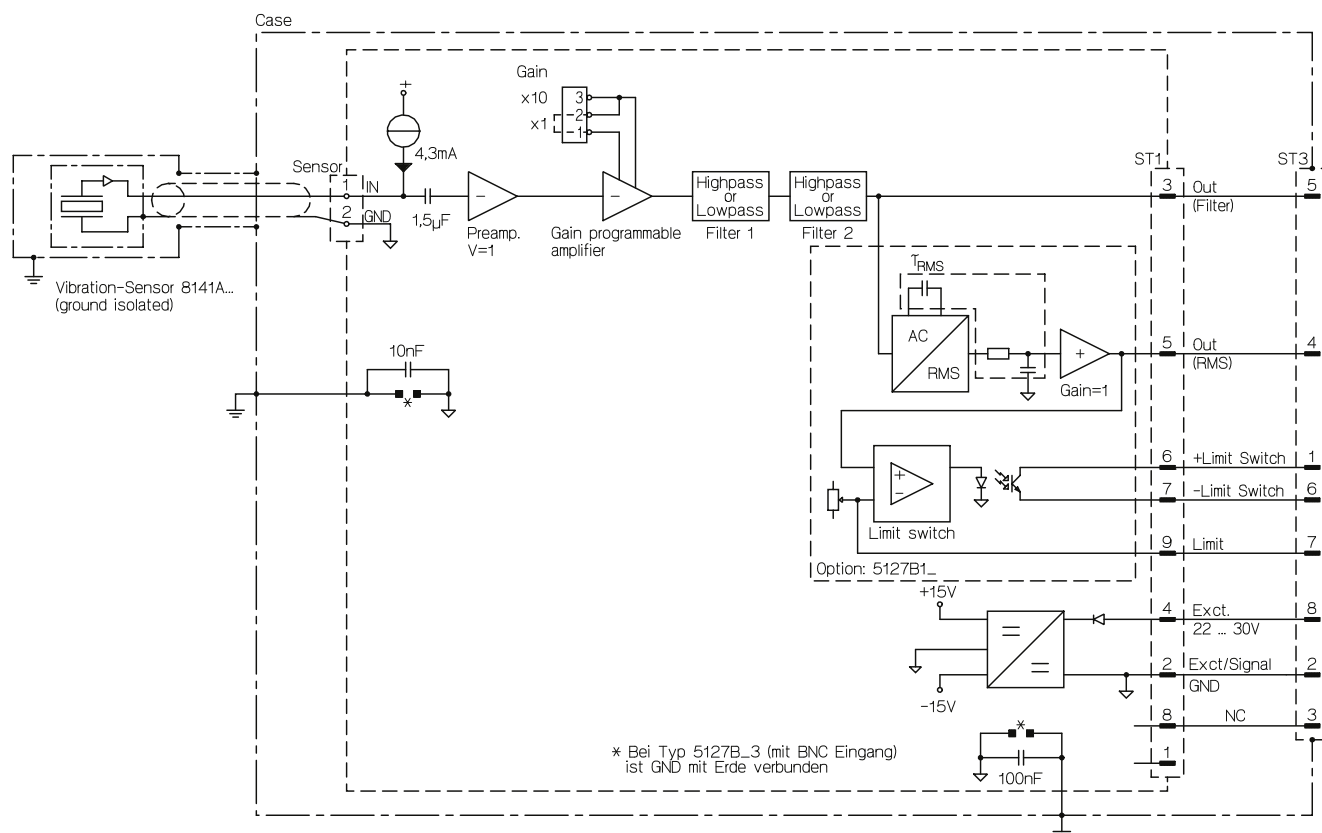 Case
Gain
x10
3
2
x1
1
+
4,3mA
Sensor
1
IN
2
GND
1,5µF
Preamp.
V=1
Gain programmable
amplifier
Highpass
or
Lowpass
Filter 1
Highpass
or
Lowpass
Filter 2
ST1
ST3
3
Out
(Filter)
5
Vibration-Sensor 8141A...
(ground isolated)
τRMS
AC
RMS
+
Gain=1
5
Out
(RMS)
4
10nF
*
+
-
Limit switch
6
+Limit Switch
1
7
-Limit Switch
6
9
Limit
7
Option: 5127B1_
+15V
-15V
4
Exct.
22 ... 30V
8
2
Exct/Signal
GND
2
8
NC
3
1
*
100nF
* Bei Typ 5127B_3 (mit BNC Eingang)
ist GND mit Erde verbunden